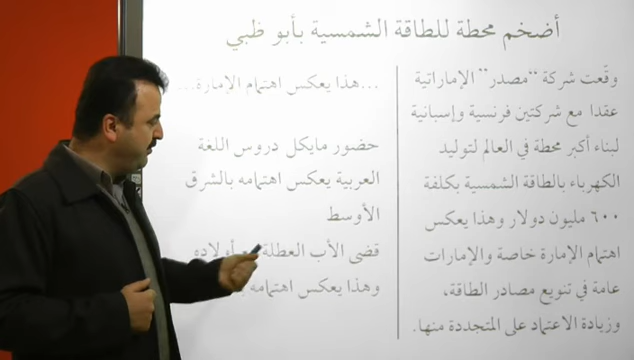 أضخم محطة للطاقة الشمسية بأبو ظبي
وقّعت شركة "مصدر" الإماراتية
عقدا مع شركتين فرنسية وإسبانية
لبناء أكبر محطة في العالم لتوليد
الكهرباء بالطاقة الشمسية بكلفة
٦٠٠ مليون دولار وهذا يعكس
اهتمام الإمارة خاصة والإمارات
عامة في تنويع مصادر الطاقة،
وزيادة الاعتماد على المتجددة منها.
...هذا يعكس اهتمام الإمارة...
حضور مايكل دروس اللغة
العربية يعكس اهتمامه بالشرق
الأوسط
قضى الأب العطلة مع أولاده
وهذا يعكس اهتمامه